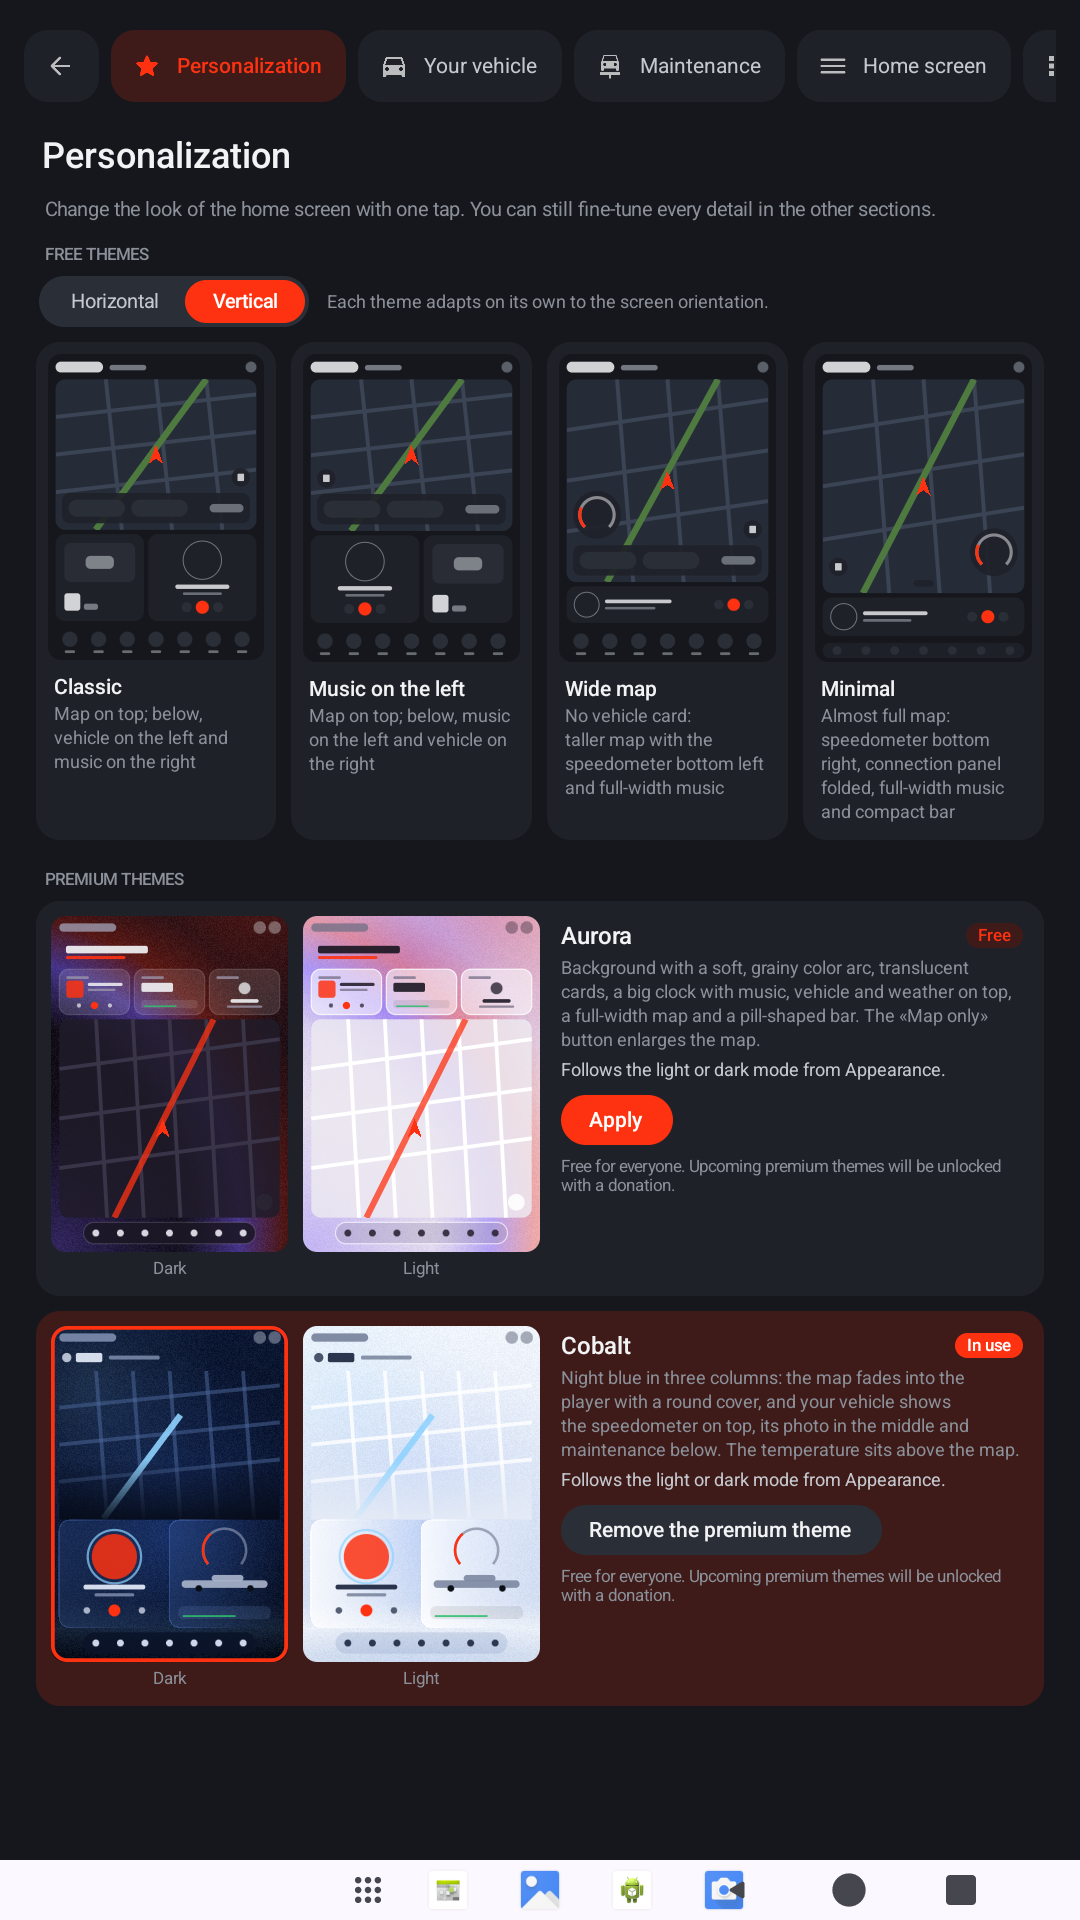 Personalization
Your vehicle
Maintenance
Home screen
Personalization
Change the look of the home screen with one tap. You can still fine-tune every detail in the other sections.
FREE THEMES
Horizontal
Vertical
Each theme adapts on its own to the screen orientation.
Classic
Map on top; below,
vehicle on the left and
music on the right
Music on the left
Map on top; below, music
on the left and vehicle on
the right
Wide map
No vehicle card:
taller map with the
speedometer bottom left
and full-width music
Minimal
Almost full map:
speedometer bottom
right, connection panel
folded, full-width music
and compact bar
PREMIUM THEMES
Dark
Light
Aurora
Free
Background with a soft, grainy color arc, translucent
cards, a big clock with music, vehicle and weather on top,
a full-width map and a pill-shaped bar. The «Map only»
button enlarges the map.
Follows the light or dark mode from Appearance.
Apply
Free for everyone. Upcoming premium themes will be unlocked
with a donation.
Dark
Light
Cobalt
In use
Night blue in three columns: the map fades into the
player with a round cover, and your vehicle shows
the speedometer on top, its photo in the middle and
maintenance below. The temperature sits above the map.
Follows the light or dark mode from Appearance.
Remove the premium theme
Free for everyone. Upcoming premium themes will be unlocked
with a donation.